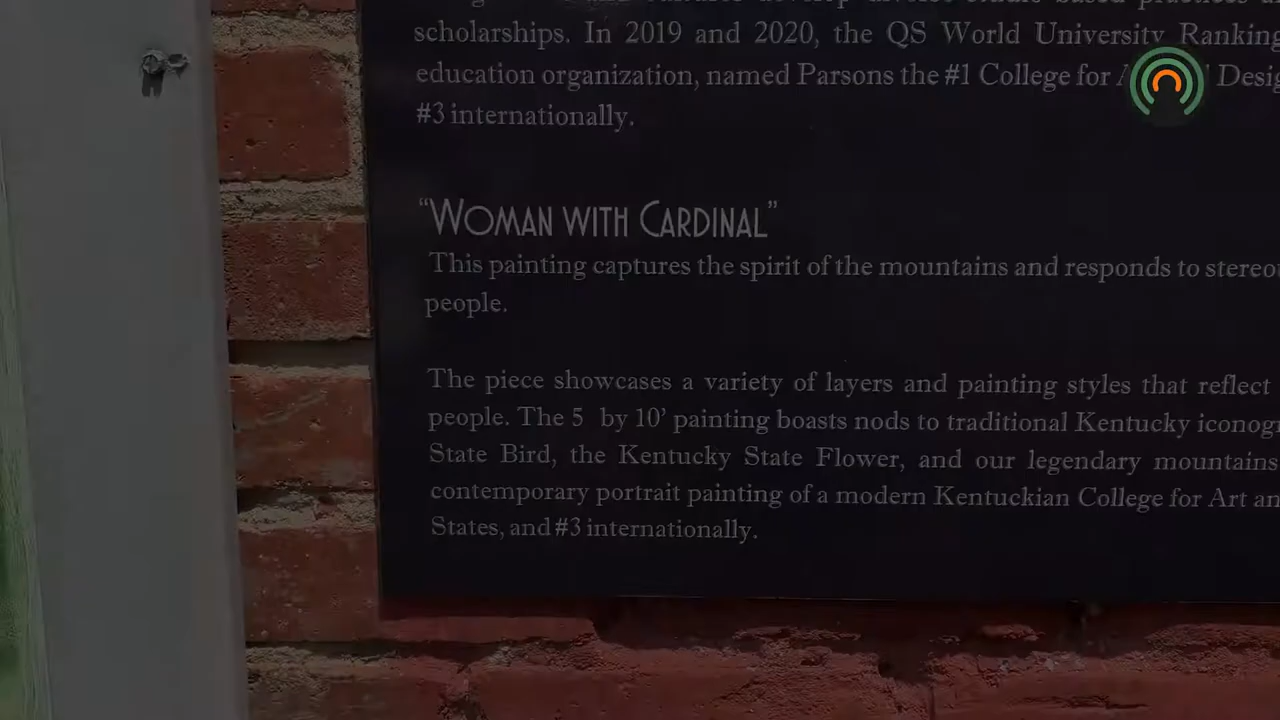 scholarships. In 2019 and 2020, the QS World University Ranking
education organization, named Parsons the #1 College for
#3 internationally.
“WOMAN WITH CARDINAL”
This painting captures the spirit of the mountains and responds to
people.
The piece showcases a variety of layers and painting styles that reflect
people. The 5 by 10’ painting boasts nods to traditional Kentucky
State Bird, the Kentucky State Flower, and our legendary mountains
contemporary portrait painting of a modern Kentuckian College for Art
States, and #3 internationally.